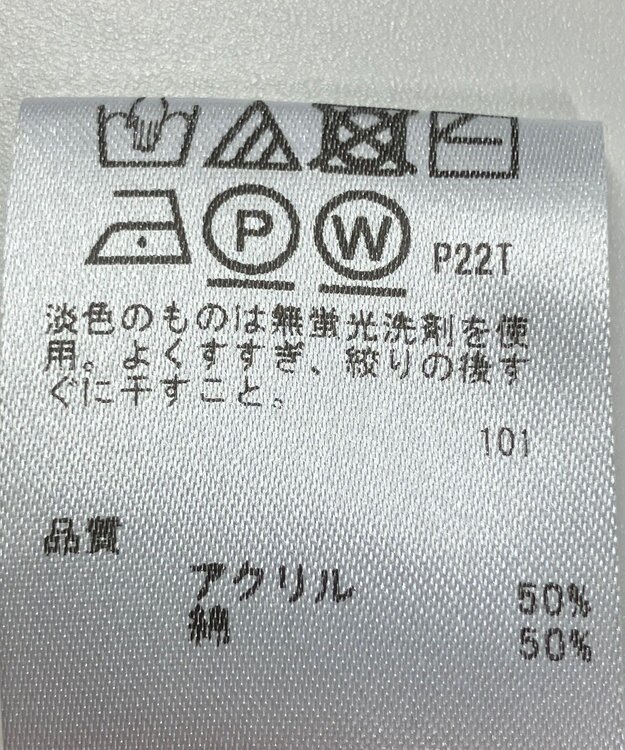 P W P22T
淡色のものは無蛍光洗剤を使
用。よくすすぎ、絞りの後す
ぐに干すこと。
101
品質
アクリル 50%
綿 50%